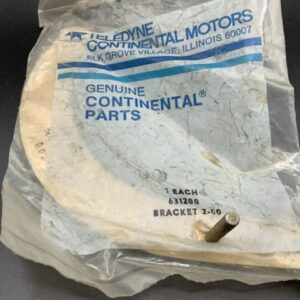 TELEDYNE
CONTINENTAL MOTORS
ELK GROVE VILLAGE, ILLINOIS 60007
GENUINE
CONTINENTAL®
PARTS
EACH
631200
BRACKET